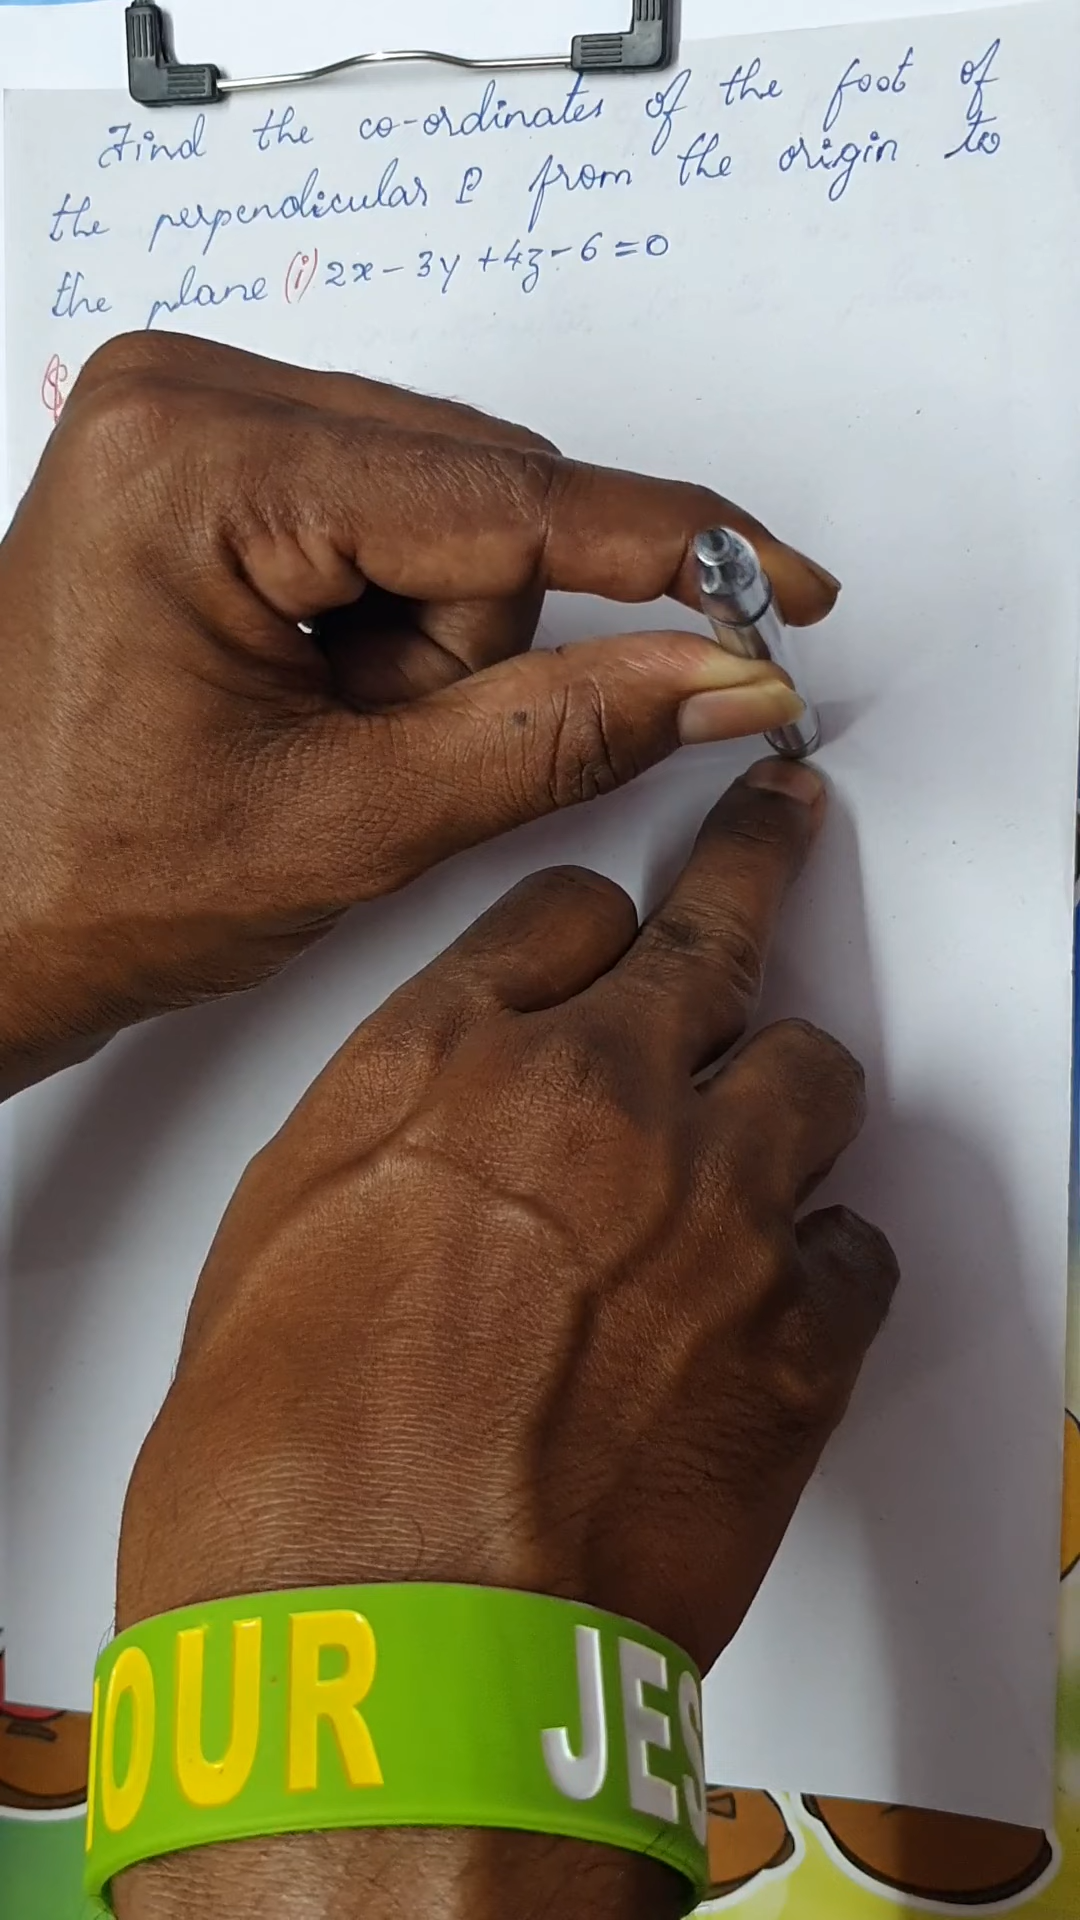 Find the co-ordinates of the foot of
the perpendicular P from the origin to
the plane (i) 2x - 3y + 4z - 6 = 0
OUR JES